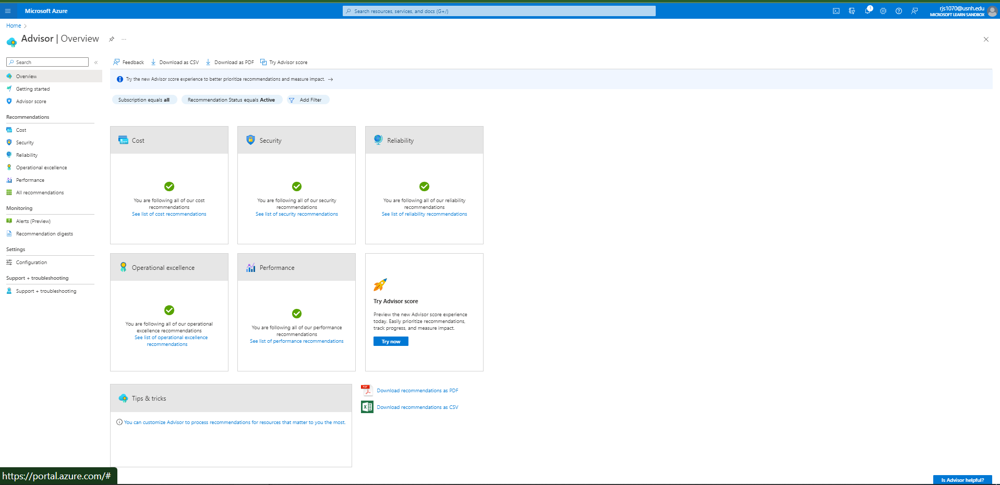 Microsoft Azure
Search resources, services, and docs (G+/)
1
rjs1070@usnh.edu
MICROSOFT LEARN SANDBOX
Home
Advisor | Overview
...
Search
«
Overview
Getting started
Advisor score
Recommendations
Cost
Security
Reliability
Operational excellence
Performance
All recommendations
Monitoring
Alerts (Preview)
Recommendation digests
Settings
Configuration
Support + troubleshooting
Support + troubleshooting
Feedback
Download as CSV
Download as PDF
Try Advisor score
Try the new Advisor score experience to better prioritize recommendations and measure impact. →
Subscription equals all
Recommendation Status equals Active
Add Filter
Cost
You are following all of our cost
recommendations
See list of cost recommendations
Security
You are following all of our security
recommendations
See list of security recommendations
Reliability
You are following all of our reliability
recommendations
See list of reliability recommendations
Operational excellence
You are following all of our operational
excellence recommendations
See list of operational excellence
recommendations
Performance
You are following all of our performance
recommendations
See list of performance recommendations
Try Advisor score
Preview the new Advisor score experience
today. Easily prioritize recommendations,
track progress, and measure impact.
Try now
Tips & tricks
You can customize Advisor to process recommendations for resources that matter to you the most.
PDF
Download recommendations as PDF
Download recommendations as CSV
https://portal.azure.com/#
Is Advisor helpful?